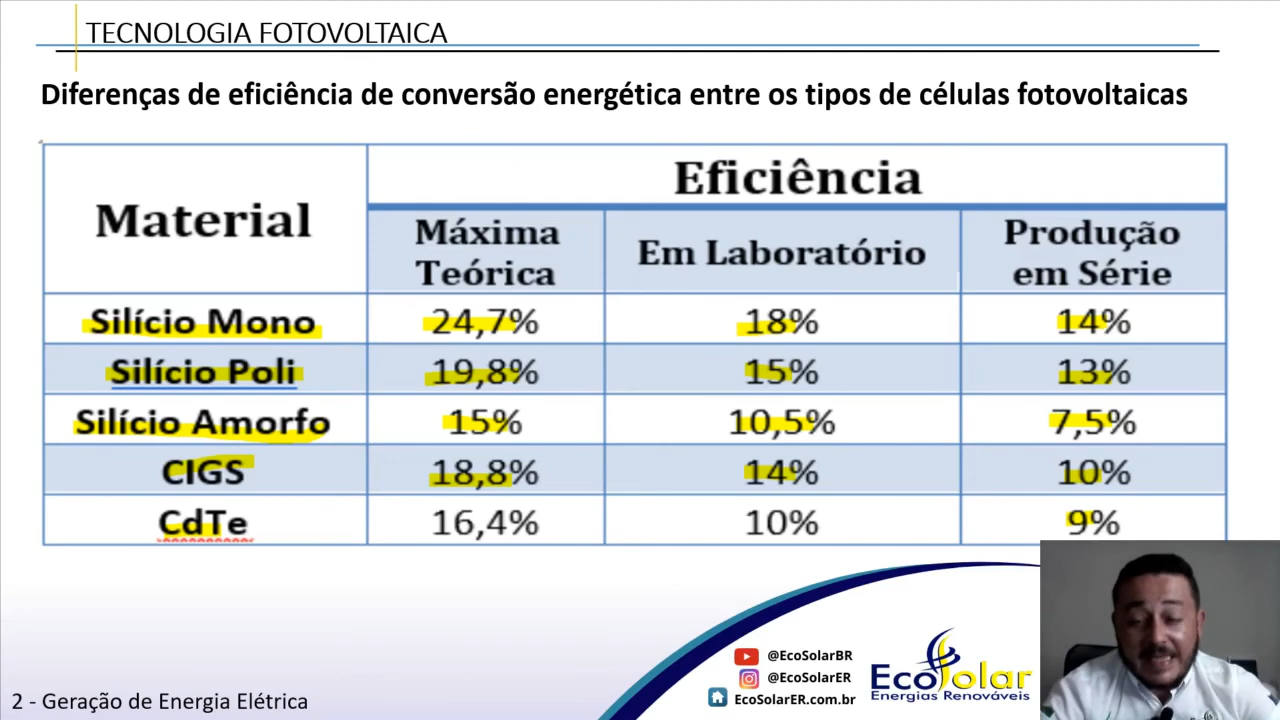 TECNOLOGIA FOTOVOLTAICA
Diferenças de eficiência de conversão energética entre os tipos de células fotovoltaicas
Material
Eficiência
Máxima Teórica
Em Laboratório
Produção em Série
Silício Mono 24,7% 18% 14%
Silício Poli 19,8% 15% 13%
Silício Amorfo 15% 10,5% 7,5%
CIGS 18,8% 14% 10%
CdTe 16,4% 10% 9%
@EcoSolarBR
@EcoSolarER
EcoSolarER.com.br
EcoSolar
Energias Renováveis
2 - Geração de Energia Elétrica